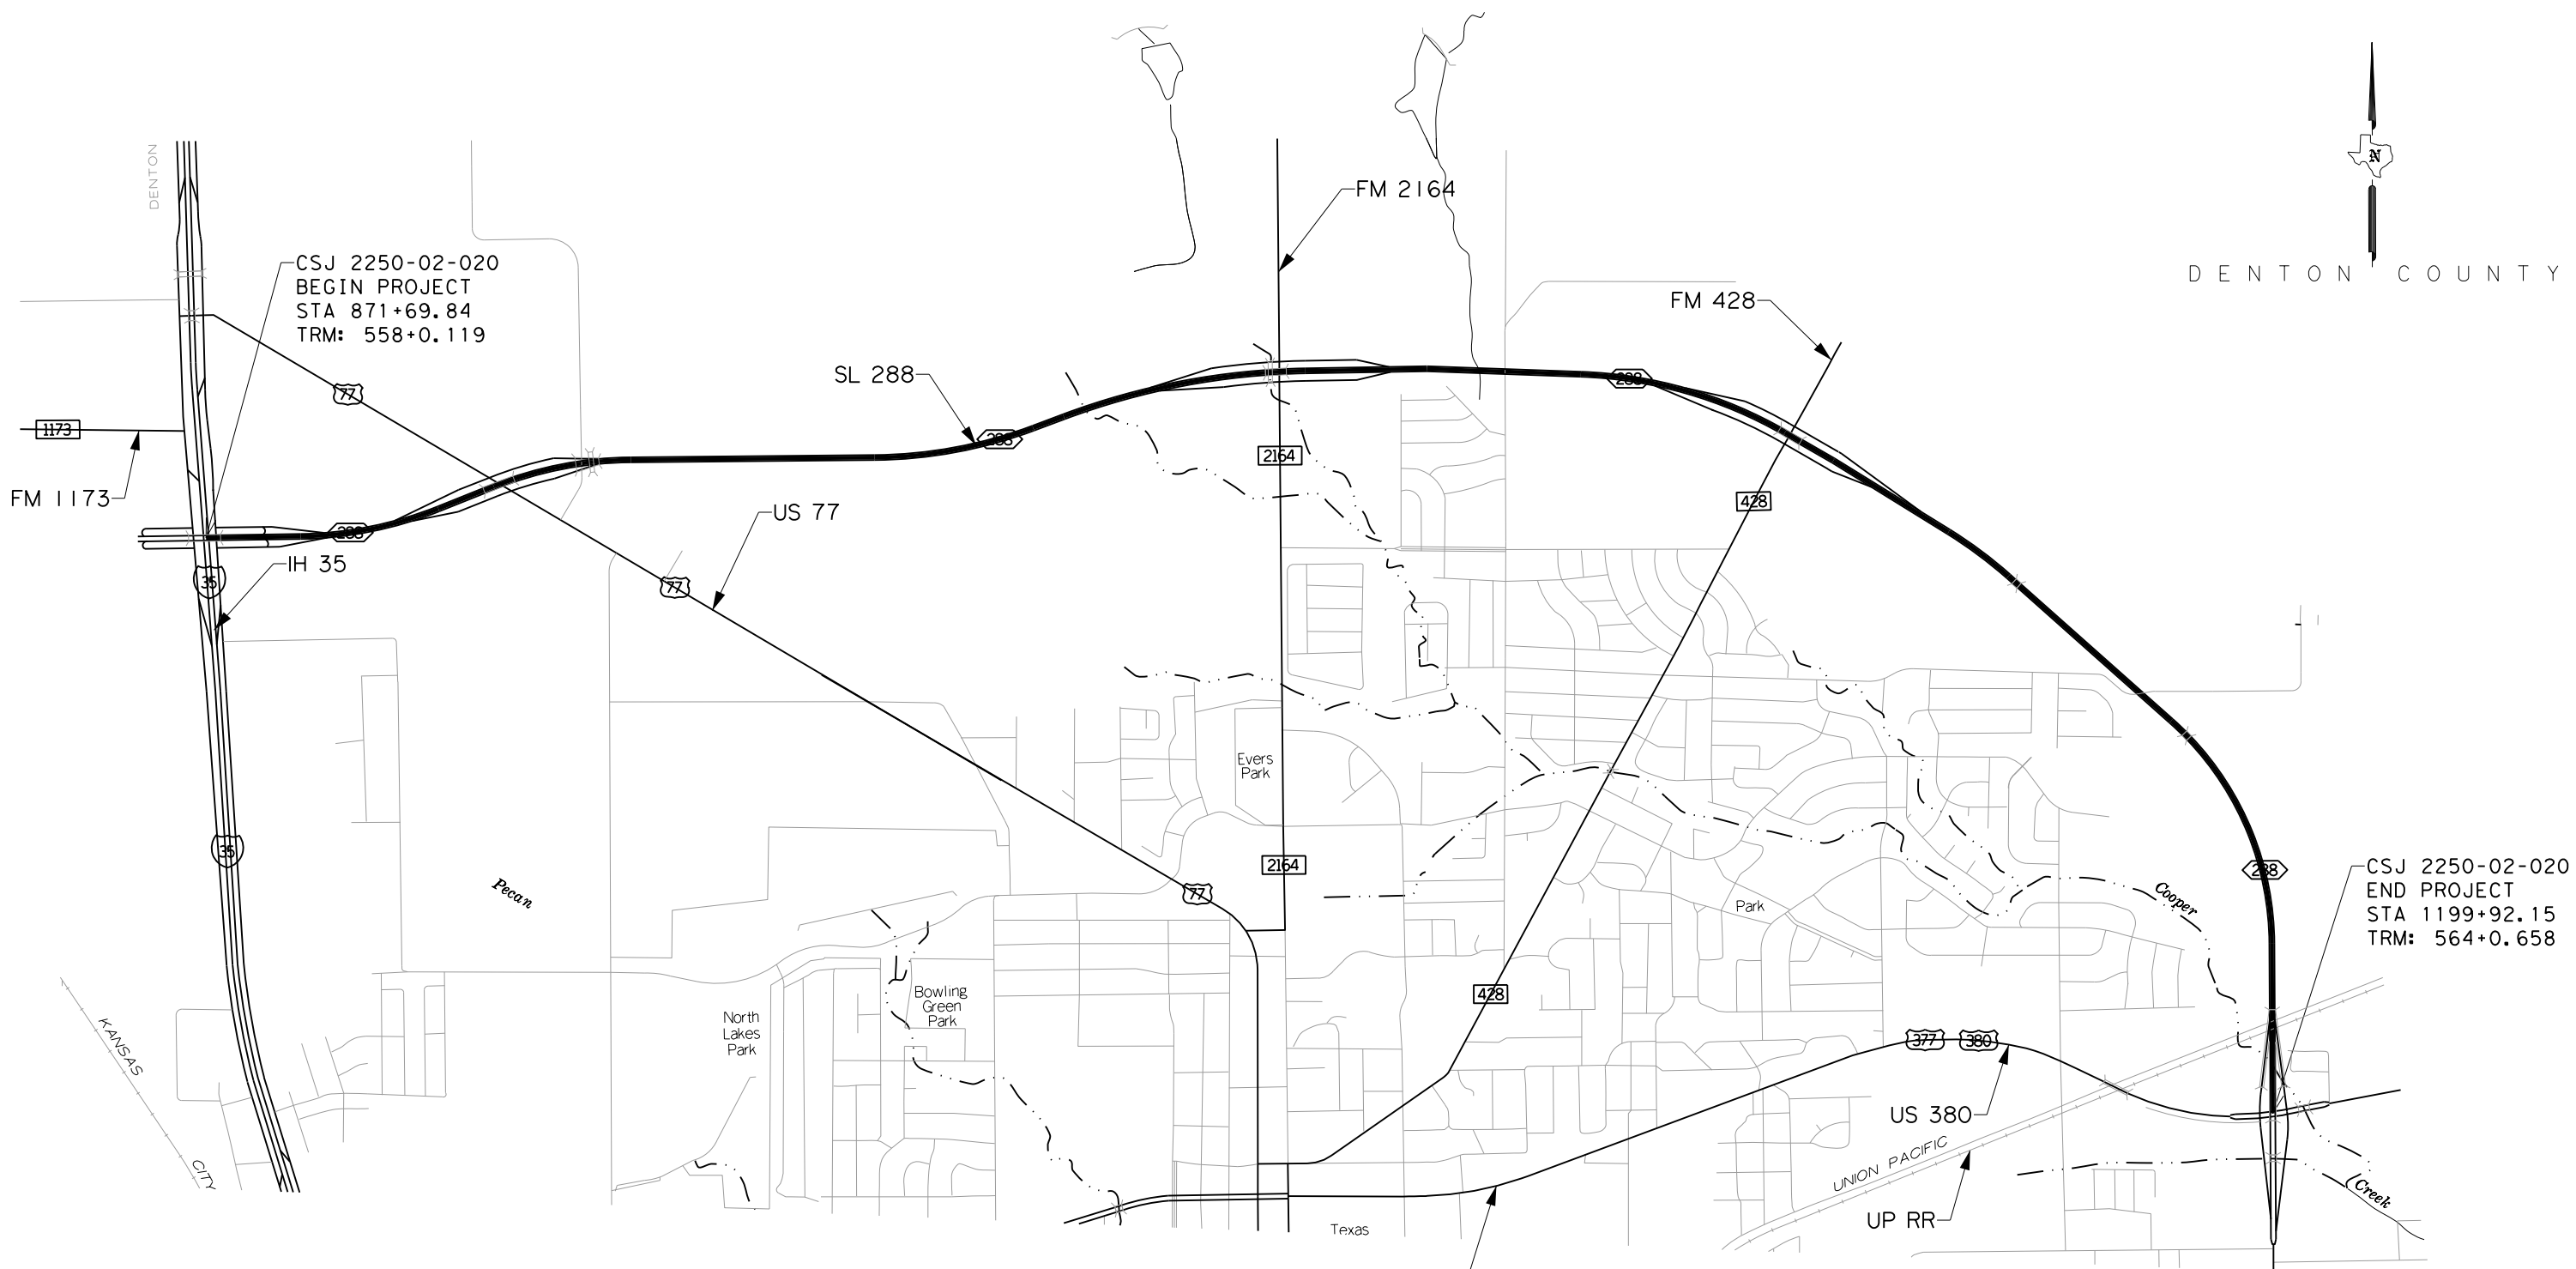 DENTON
N
DENTON COUNTY
FM 2164
CSJ 2250-02-020
BEGIN PROJECT
STA 871+69.84
TRM: 558+0.119
FM 428
SL 288
77
288
288
1173
2164
FM 1173
428
US 77
288
IH 35
35
77
Evers
Park
35
2164
288
CSJ 2250-02-020
END PROJECT
STA 1199+92.15
TRM: 564+0.658
Pecan
77
Cooper
Park
428
Bowling
Green
Park
North
Lakes
Park
KANSAS
CITY
377
380
US 380
UNION PACIFIC
UP RR
Creek
Texas